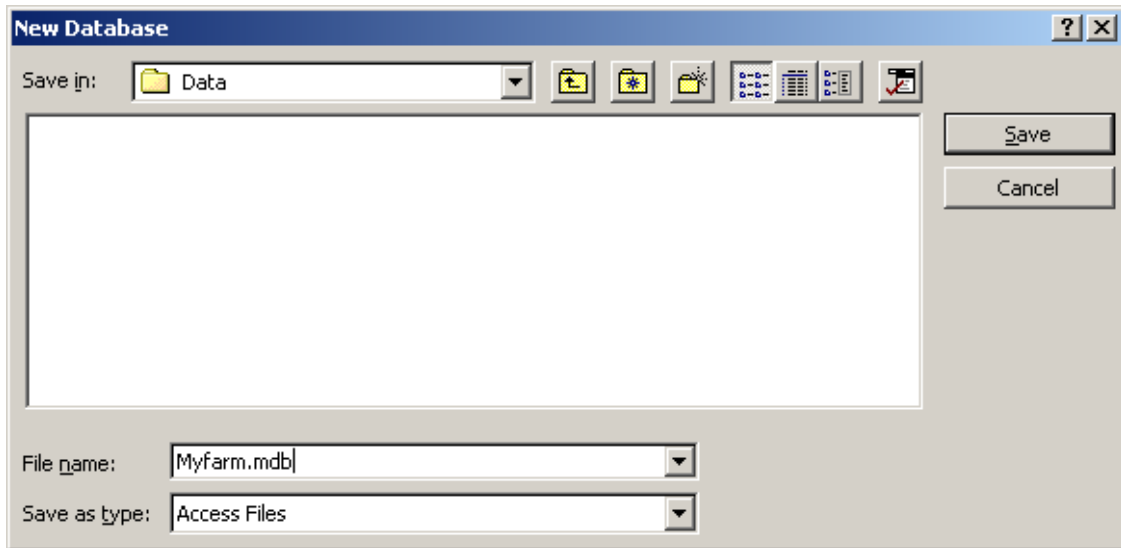 New Database
Save in: Data
Save
Cancel
File name: Myfarm.mdb
Save as type: Access Files